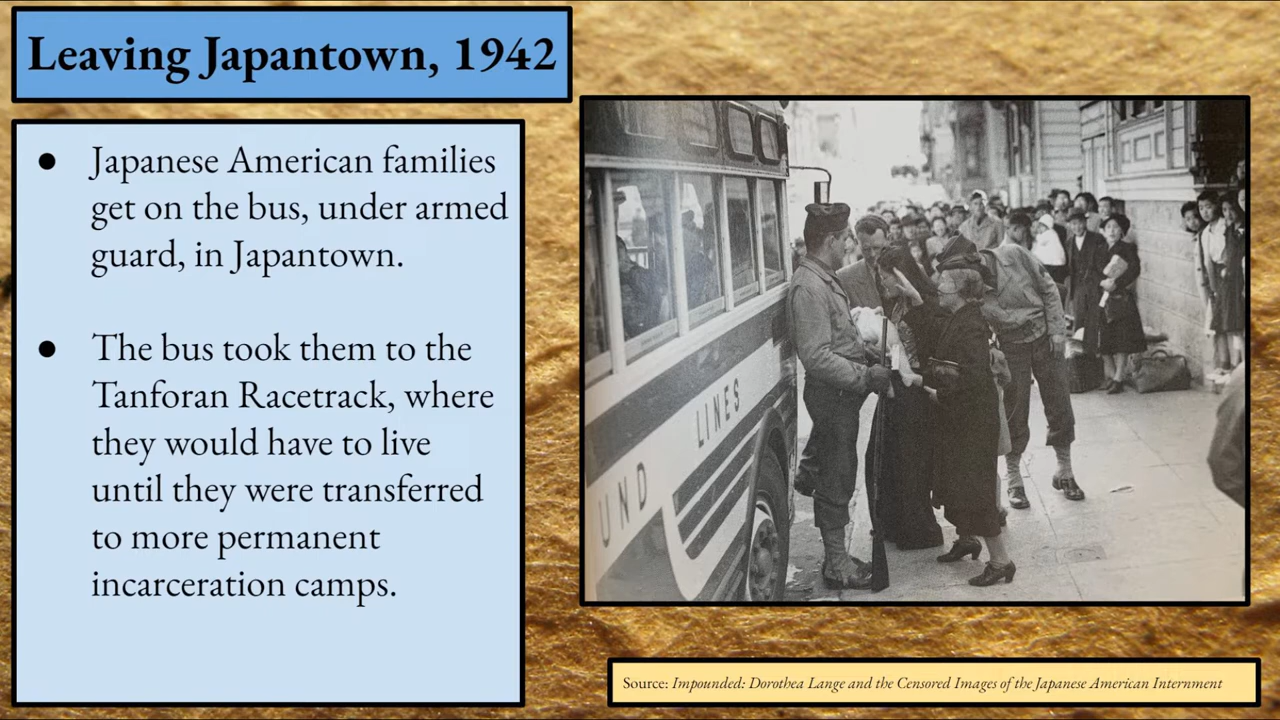 Leaving Japantown, 1942
● Japanese American families
get on the bus, under armed
guard, in Japantown.
● The bus took them to the
Tanforan Racetrack, where
they would have to live
until they were transferred
to more permanent
incarceration camps.
LINES
UND
Source: Impounded: Dorothea Lange and the Censored Images of the Japanese American Internment